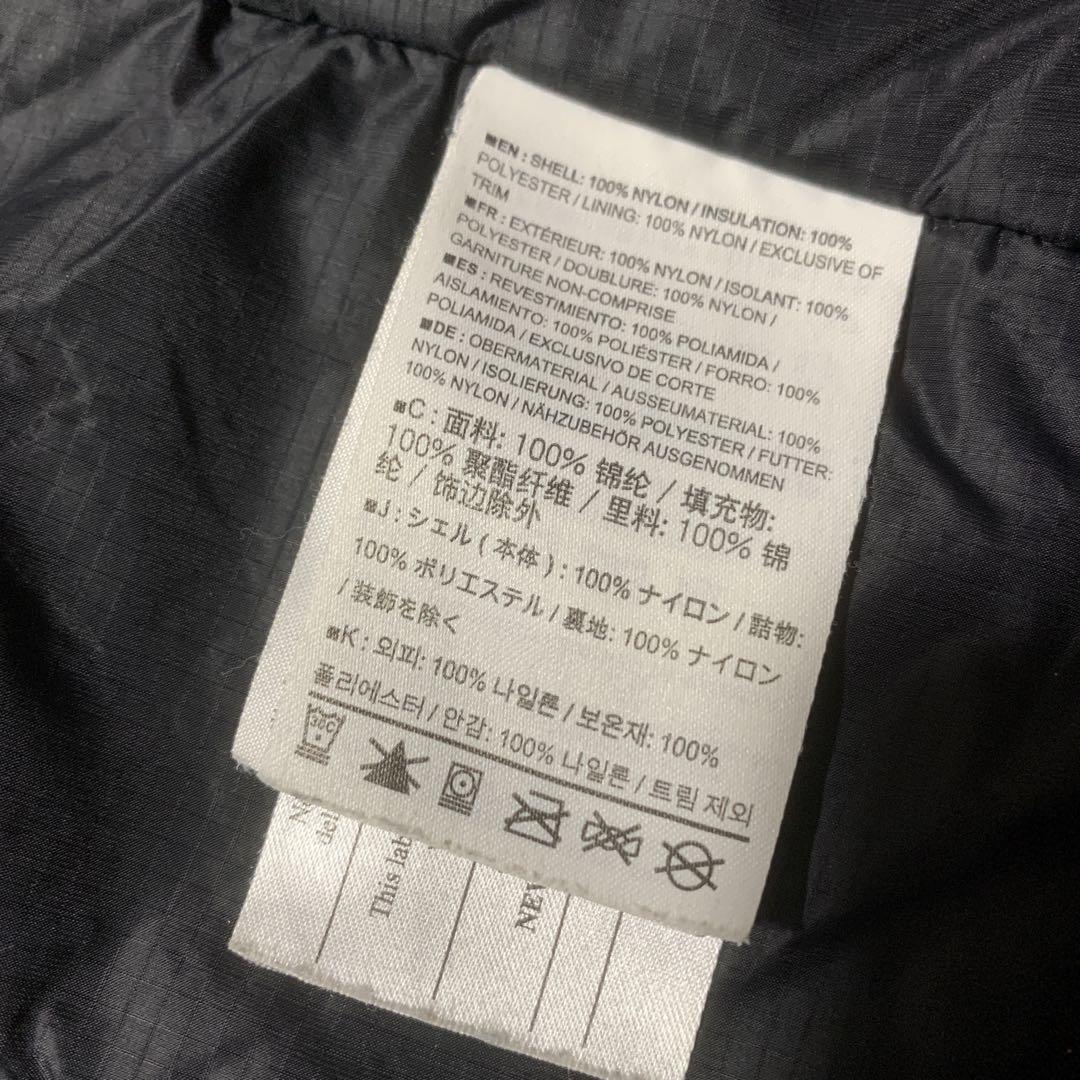 ■EN : SHELL: 100% NYLON / INSULATION: 100%
POLYESTER / LINING: 100% NYLON / EXCLUSIVE OF
TRIM
■FR : EXTÉRIEUR: 100% NYLON / ISOLANT: 100%
POLYESTER / DOUBLURE: 100% NYLON /
GARNITURE NON-COMPRISE
■ES : REVESTIMIENTO: 100% POLIAMIDA /
AISLAMIENTO: 100% POLIÉSTER / FORRO: 100%
POLIAMIDA / EXCLUSIVO DE CORTE
■DE : OBERMATERIAL / AUSSEUMATERIAL: 100%
NYLON / ISOLIERUNG: 100% POLYESTER / FUTTER:
100% NYLON / NÄHZUBEHÖR AUSGENOMMEN
■C : 面料: 100% 锦纶 / 填充物:
100% 聚酯纤维 / 里料: 100% 锦
纶 / 饰边除外
■J : シェル ( 本体 ) : 100% ナイロン / 詰物:
100% ポリエステル / 裏地: 100% ナイロン
/ 装飾を除く
■K : 외피: 100% 나일론 / 보온재: 100%
폴리에스터 / 안감: 100% 나일론 / 트림 제외
30C
This lab
NEW